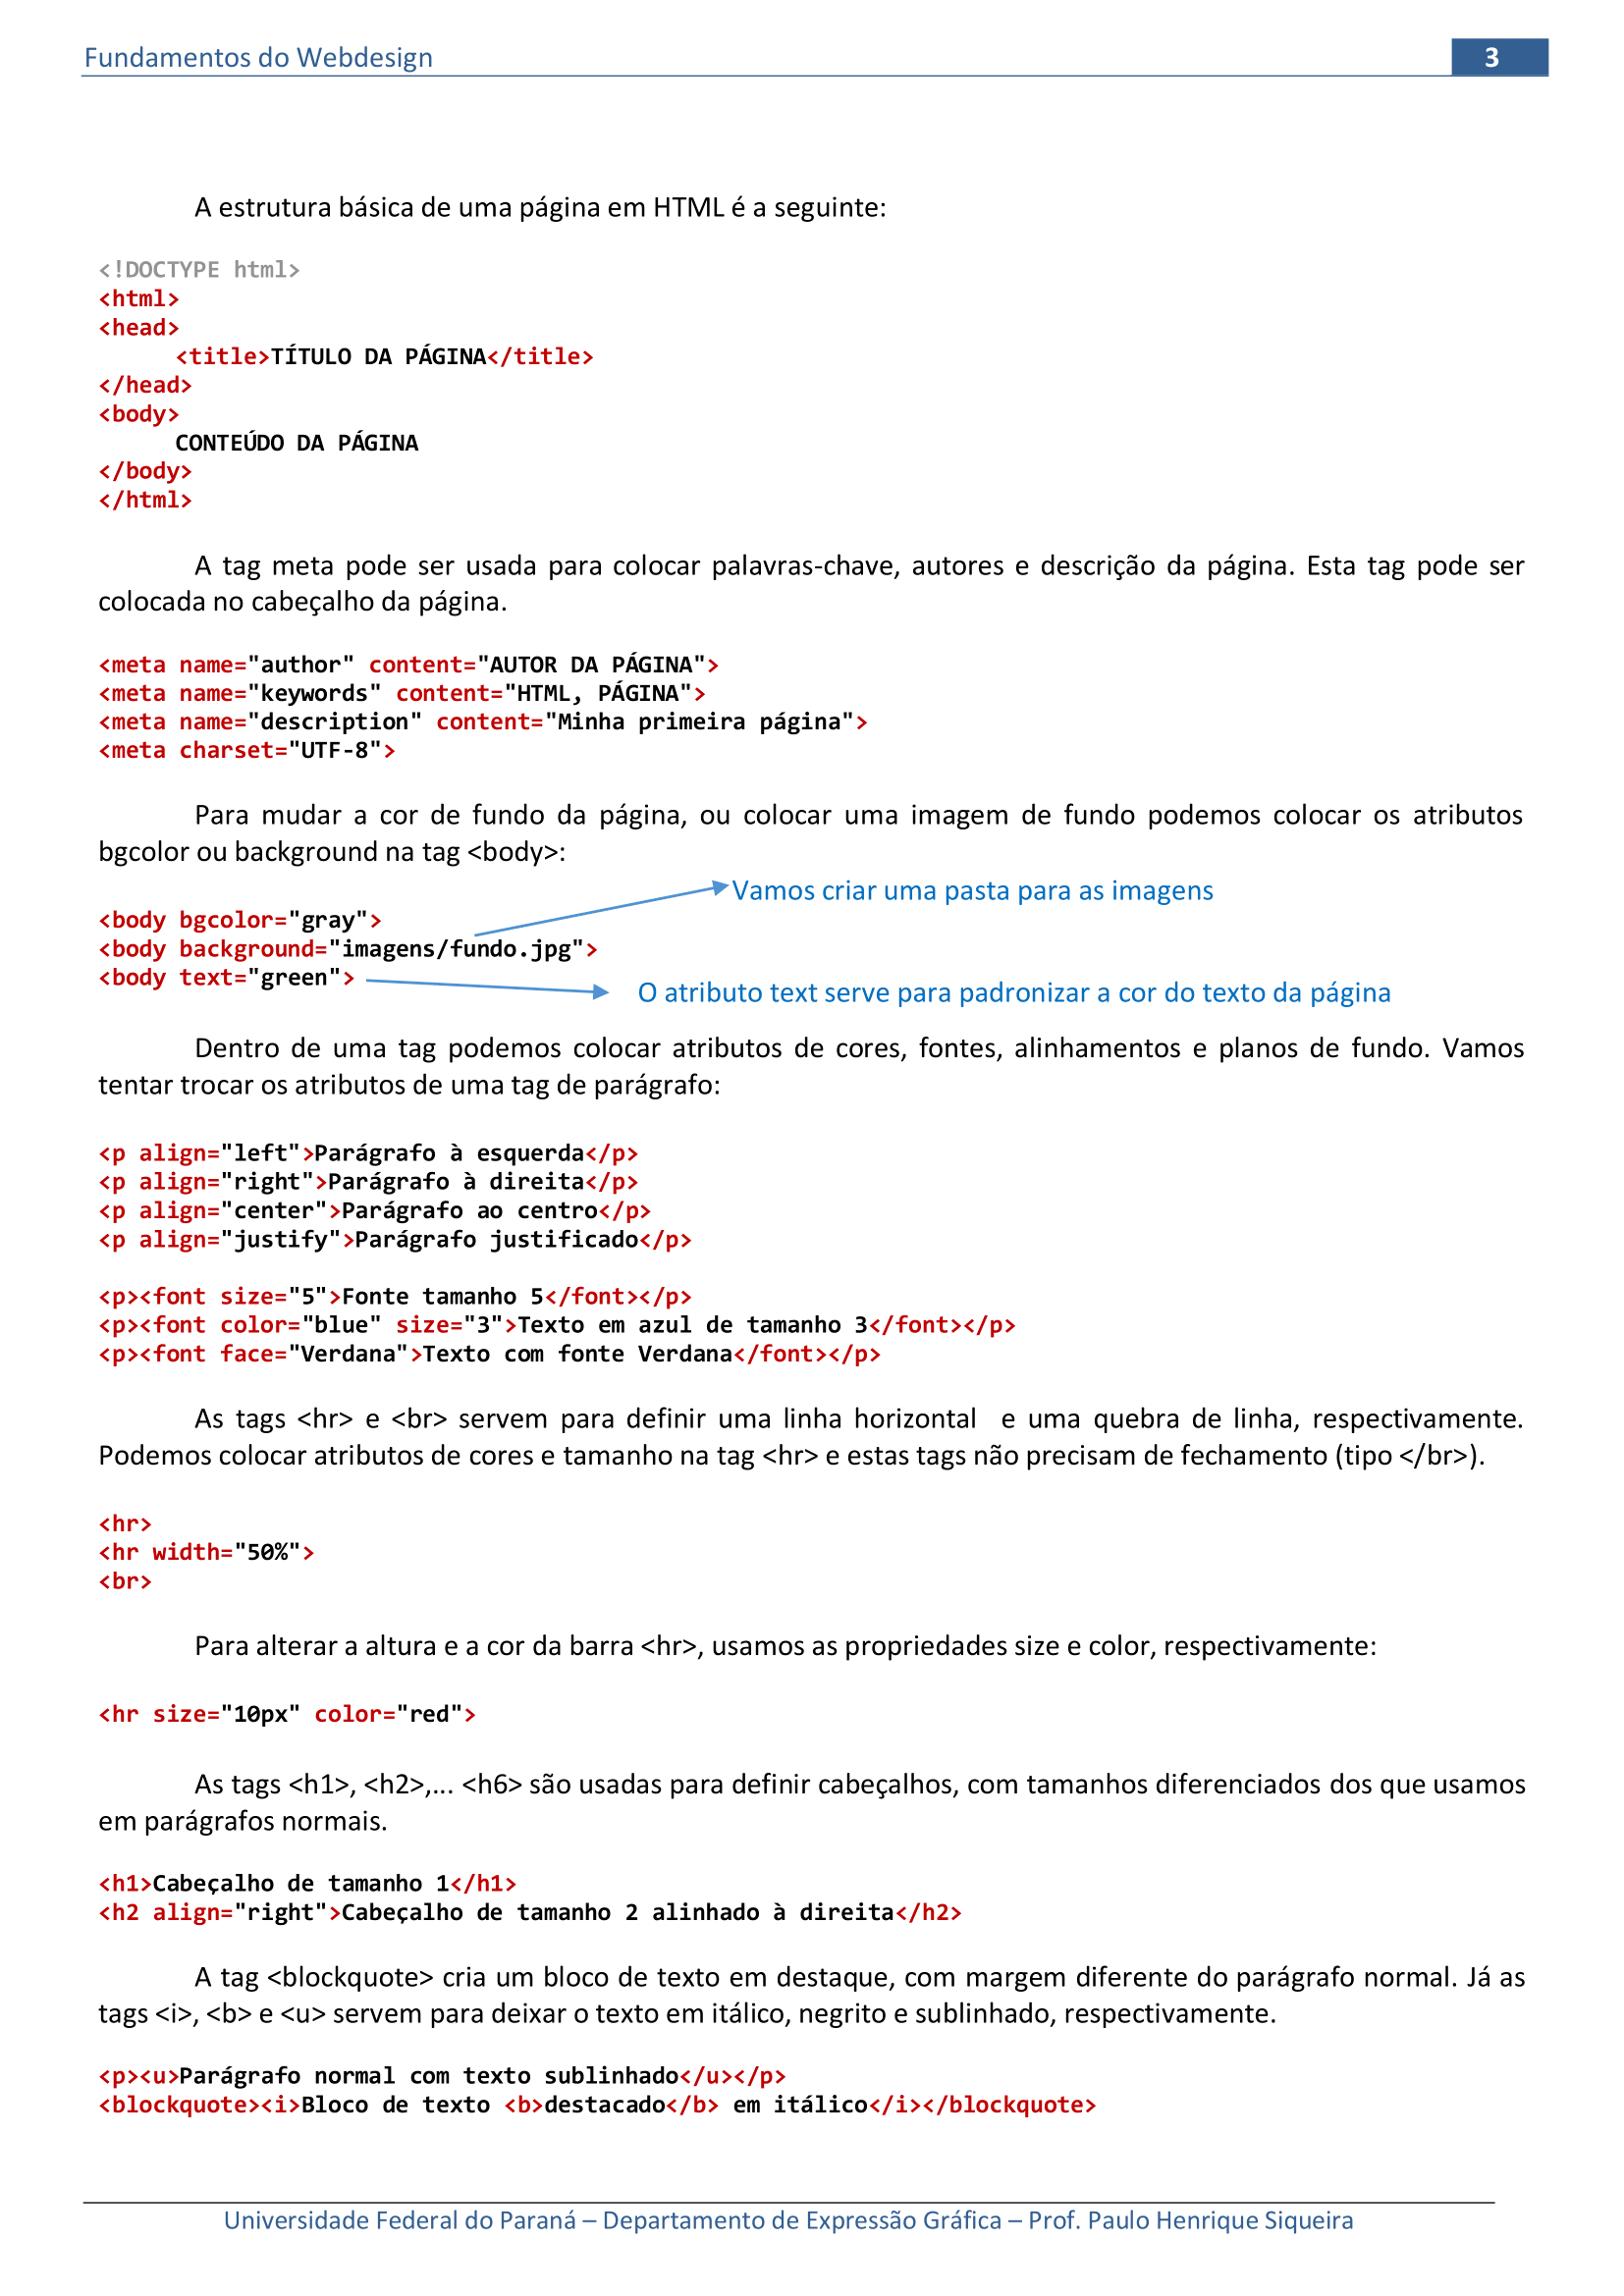 Fundamentos do Webdesign
3
A estrutura básica de uma página em HTML é a seguinte:
<!DOCTYPE html>
<html>
<head>
<title>TÍTULO DA PÁGINA</title>
</head>
<body>
CONTEÚDO DA PÁGINA
</body>
</html>
A tag meta pode ser usada para colocar palavras-chave, autores e descrição da página. Esta tag pode ser
colocada no cabeçalho da página.
<meta name="author" content="AUTOR DA PÁGINA">
<meta name="keywords" content="HTML, PÁGINA">
<meta name="description" content="Minha primeira página">
<meta charset="UTF-8">
Para mudar a cor de fundo da página, ou colocar uma imagem de fundo podemos colocar os atributos
bgcolor ou background na tag <body>:
Vamos criar uma pasta para as imagens
<body bgcolor="gray">
<body background="imagens/fundo.jpg">
<body text="green">
O atributo text serve para padronizar a cor do texto da página
Dentro de uma tag podemos colocar atributos de cores, fontes, alinhamentos e planos de fundo. Vamos
tentar trocar os atributos de uma tag de parágrafo:
<p align="left">Parágrafo à esquerda</p>
<p align="right">Parágrafo à direita</p>
<p align="center">Parágrafo ao centro</p>
<p align="justify">Parágrafo justificado</p>
<p><font size="5">Fonte tamanho 5</font></p>
<p><font color="blue" size="3">Texto em azul de tamanho 3</font></p>
<p><font face="Verdana">Texto com fonte Verdana</font></p>
As tags <hr> e <br> servem para definir uma linha horizontal  e uma quebra de linha, respectivamente.
Podemos colocar atributos de cores e tamanho na tag <hr> e estas tags não precisam de fechamento (tipo </br>).
<hr>
<hr width="50%">
<br>
Para alterar a altura e a cor da barra <hr>, usamos as propriedades size e color, respectivamente:
<hr size="10px" color="red">
As tags <h1>, <h2>,... <h6> são usadas para definir cabeçalhos, com tamanhos diferenciados dos que usamos
em parágrafos normais.
<h1>Cabeçalho de tamanho 1</h1>
<h2 align="right">Cabeçalho de tamanho 2 alinhado à direita</h2>
A tag <blockquote> cria um bloco de texto em destaque, com margem diferente do parágrafo normal. Já as
tags <i>, <b> e <u> servem para deixar o texto em itálico, negrito e sublinhado, respectivamente.
<p><u>Parágrafo normal com texto sublinhado</u></p>
<blockquote><i>Bloco de texto <b>destacado</b> em itálico</i></blockquote>
Universidade Federal do Paraná – Departamento de Expressão Gráfica – Prof. Paulo Henrique Siqueira